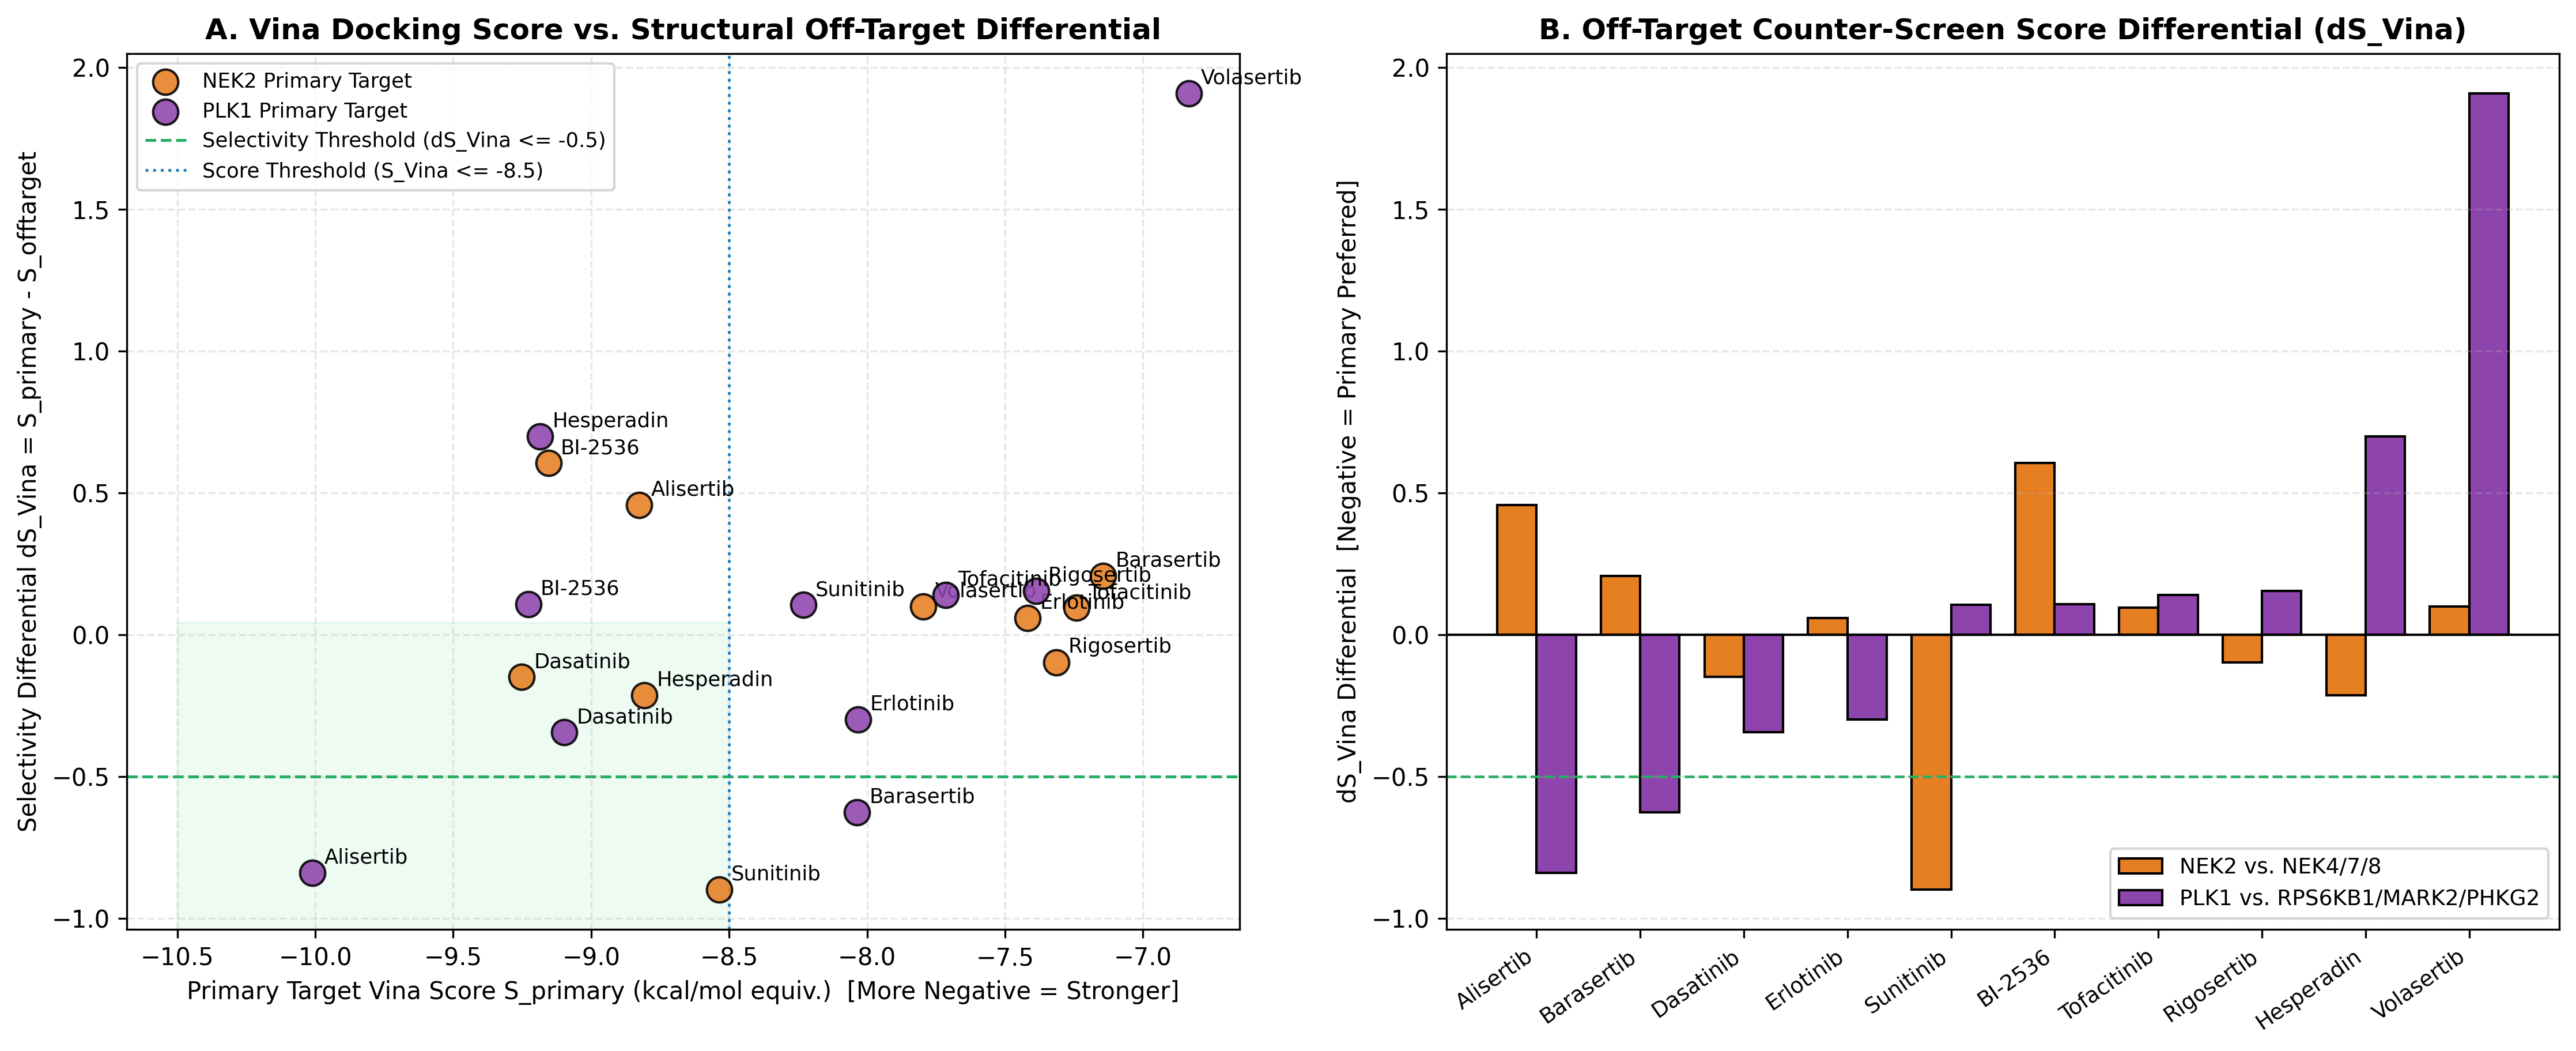 A. Vina Docking Score vs. Structural Off-Target Differential
Selectivity Differential dS_Vina = S_primary - S_offtarget
2.0
1.5
1.0
0.5
0.0
−0.5
−1.0
NEK2 Primary Target
PLK1 Primary Target
Selectivity Threshold (dS_Vina <= -0.5)
Score Threshold (S_Vina <= -8.5)
Volasertib
Hesperadin
BI-2536
Alisertib
Barasertib
Tofacitinib
Rigosertib
BI-2536
Sunitinib
Volasertib
Erlotinib
Tofacitinib
Rigosertib
Dasatinib
Hesperadin
Dasatinib
Erlotinib
Barasertib
Alisertib
Sunitinib
−10.5
−10.0
−9.5
−9.0
−8.5
−8.0
−7.5
−7.0
Primary Target Vina Score S_primary (kcal/mol equiv.) [More Negative = Stronger]
B. Off-Target Counter-Screen Score Differential (dS_Vina)
dS_Vina Differential [Negative = Primary Preferred]
2.0
1.5
1.0
0.5
0.0
−0.5
−1.0
NEK2 vs. NEK4/7/8
PLK1 vs. RPS6KB1/MARK2/PHKG2
Alisertib
Barasertib
Dasatinib
Erlotinib
Sunitinib
BI-2536
Tofacitinib
Rigosertib
Hesperadin
Volasertib